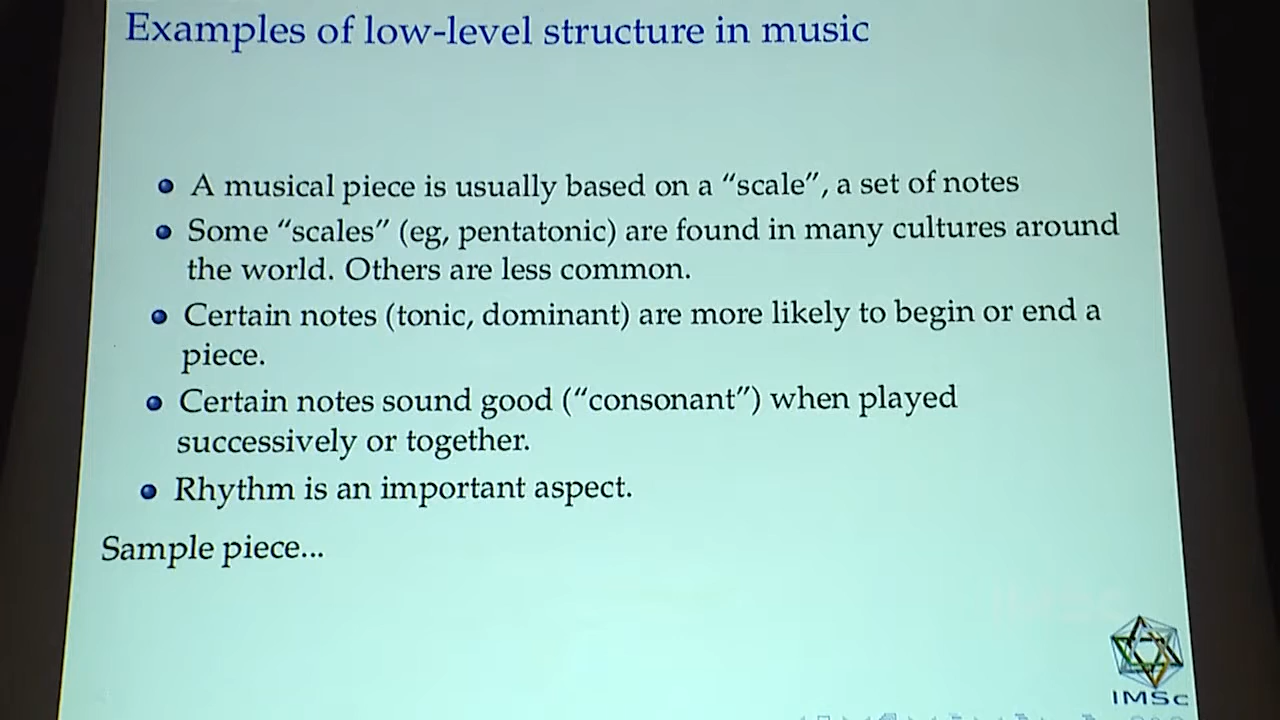 Examples of low-level structure in music
A musical piece is usually based on a “scale”, a set of notes
Some “scales” (eg, pentatonic) are found in many cultures around
the world. Others are less common.
Certain notes (tonic, dominant) are more likely to begin or end a
piece.
Certain notes sound good (“consonant”) when played
successively or together.
Rhythm is an important aspect.
Sample piece...
IMSc